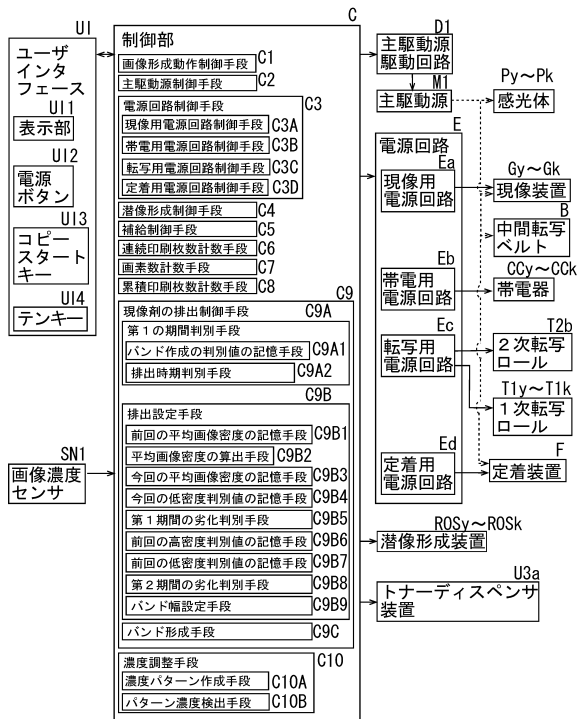 UI
ユーザ
インタ
フェース
UI1
表示部
UI2
電源
ボタン
UI3
コピー
スタート
キー
UI4
テンキー
SN1
画像濃度
センサ
C
制御部
画像形成動作制御手段 C1
主駆動源制御手段 C2
電源回路制御手段 C3
現像用電源回路制御手段 C3A
帯電用電源回路制御手段 C3B
転写用電源回路制御手段 C3C
定着用電源回路制御手段 C3D
潜像形成制御手段 C4
補給制御手段 C5
連続印刷枚数計数手段 C6
画素数計数手段 C7
累積印刷枚数計数手段 C8
C9
現像剤の排出制御手段 C9A
第1の期間判別手段
バンド作成の判別値の記憶手段 C9A1
排出時期判別手段 C9A2
C9B
排出設定手段
前回の平均画像密度の記憶手段 C9B1
平均画像密度の算出手段 C9B2
今回の平均画像密度の記憶手段 C9B3
今回の低密度判別値の記憶手段 C9B4
第1期間の劣化判別手段 C9B5
前回の高密度判別値の記憶手段 C9B6
前回の低密度判別値の記憶手段 C9B7
第2期間の劣化判別手段 C9B8
バンド幅設定手段 C9B9
バンド形成手段 C9C
濃度調整手段 C10
濃度パターン作成手段 C10A
パターン濃度検出手段 C10B
D1
主駆動源
駆動回路
M1
主駆動源
E
電源回路
Ea
現像用
電源回路
Eb
帯電用
電源回路
Ec
転写用
電源回路
Ed
定着用
電源回路
Py～Pk
感光体
Gy～Gk
現像装置
B
中間転写
ベルト
CCy～CCk
帯電器
T2b
2次転写
ロール
T1y～T1k
1次転写
ロール
F
定着装置
ROSy～ROSk
潜像形成装置
U3a
トナーディスペンサ
装置